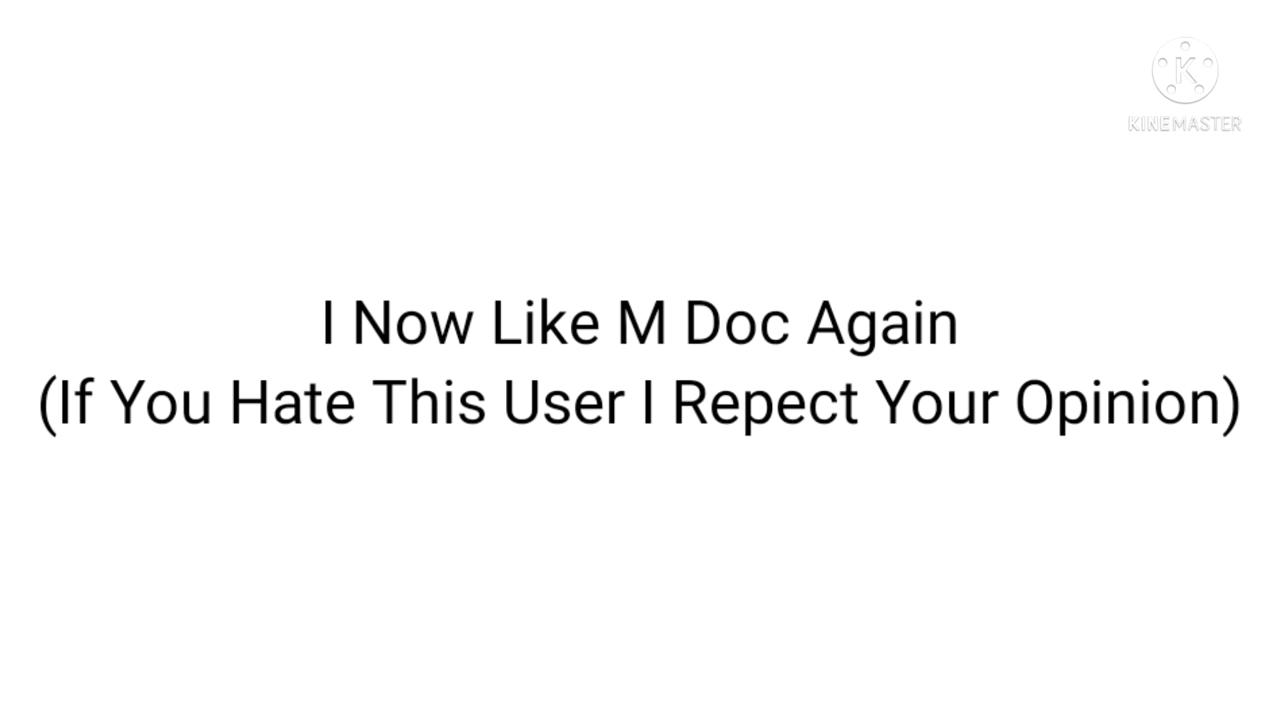 K
KINEMASTER
I Now Like M Doc Again
(If You Hate This User I Repect Your Opinion)